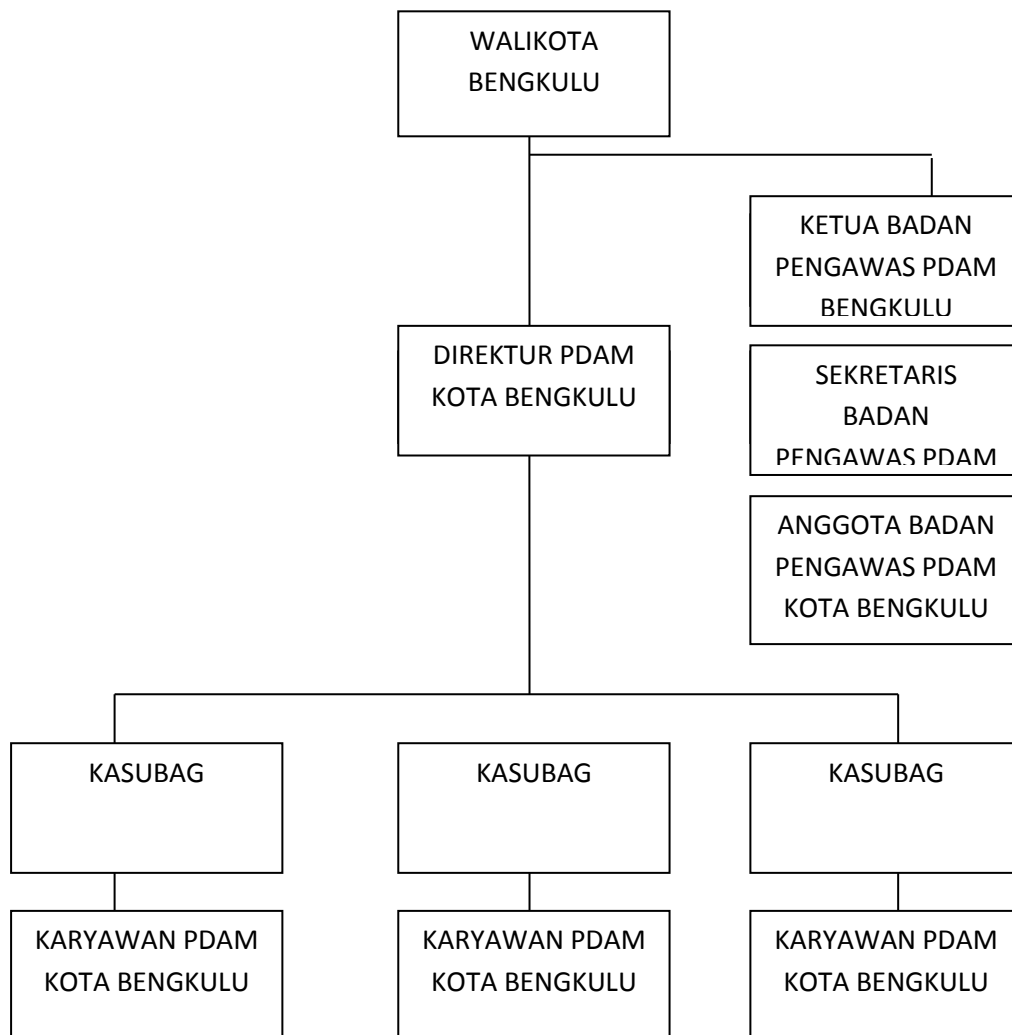 WALIKOTA
BENGKULU
KETUA BADAN
PENGAWAS PDAM
BENGKULU
DIREKTUR PDAM
KOTA BENGKULU
SEKRETARIS
BADAN
PENGAWAS PDAM
ANGGOTA BADAN
PENGAWAS PDAM
KOTA BENGKULU
KASUBAG
KASUBAG
KASUBAG
KARYAWAN PDAM
KOTA BENGKULU
KARYAWAN PDAM
KOTA BENGKULU
KARYAWAN PDAM
KOTA BENGKULU